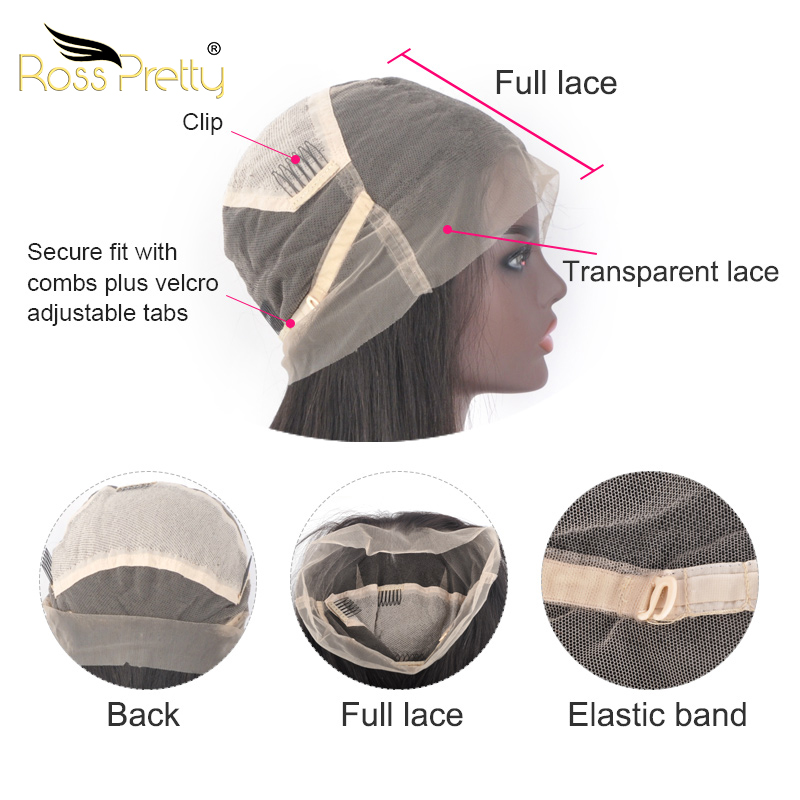 Ross Pretty®
Full lace
Clip
Secure fit with
combs plus velcro
adjustable tabs
Transparent lace
Back
Full lace
Elastic band